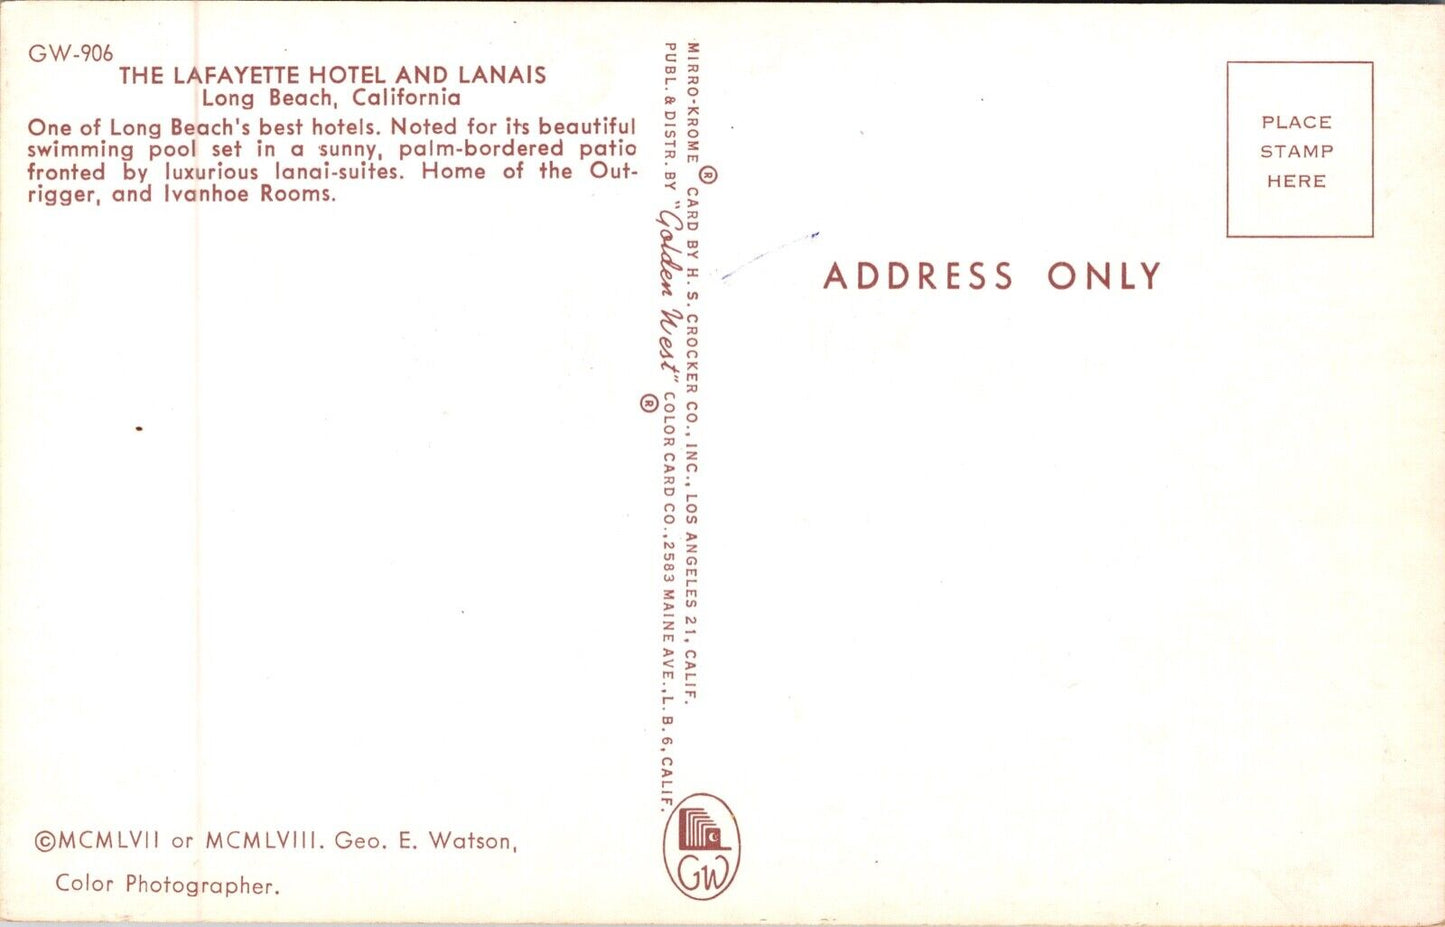 GW-906
THE LAFAYETTE HOTEL AND LANAIS
Long Beach, California
One of Long Beach's best hotels. Noted for its beautiful
swimming pool set in a sunny, palm-bordered patio
fronted by luxurious lanai-suites. Home of the Out-
rigger, and Ivanhoe Rooms.
©MCMLVII or MCMLVIII. Geo. E. Watson,
Color Photographer.
MIRRO-KROME ® CARD BY H. S. CROCKER CO., INC., LOS ANGELES 21, CALIF.
PUBL. & DISTR. BY "Golden West" ® COLOR CARD CO., 2583 MAINE AVE., L. B. 6, CALIF.
GW
PLACE
STAMP
HERE
ADDRESS ONLY